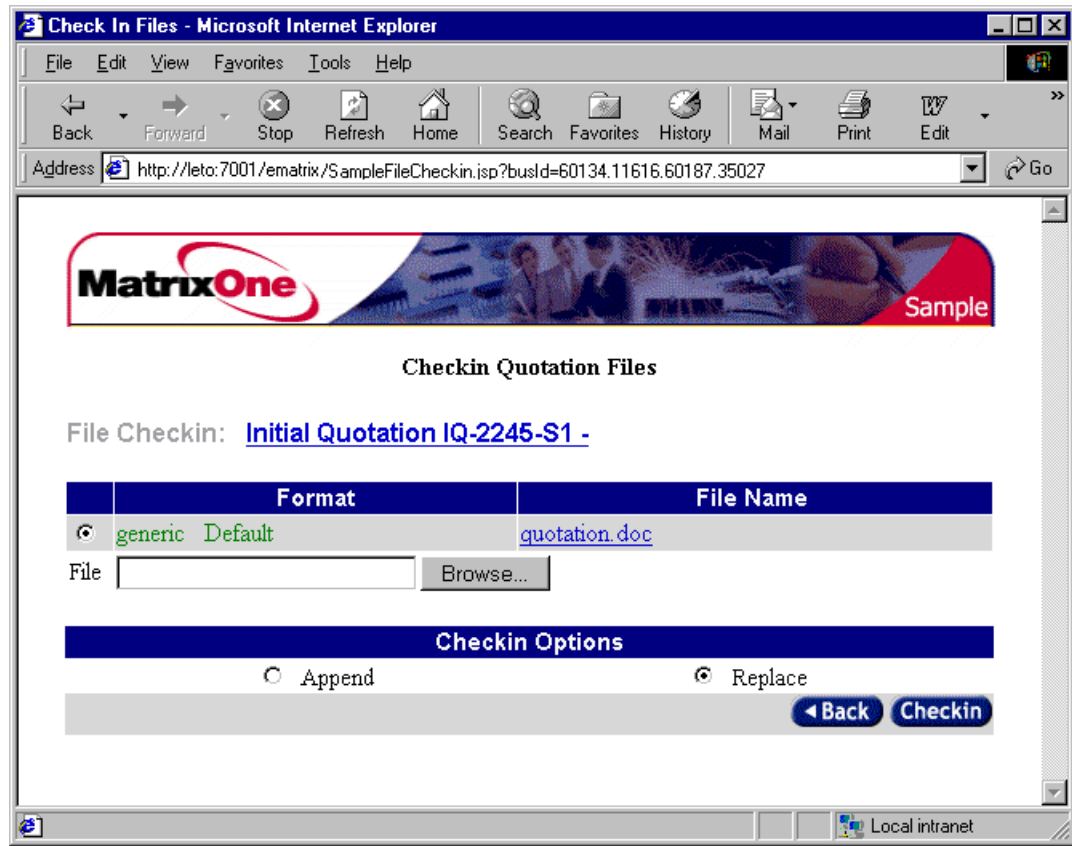 Check In Files - Microsoft Internet Explorer
File Edit View Favorites Tools Help
Back Forward Stop Refresh Home Search Favorites History Mail Print Edit »
Address http://leto:7001/ematrix/SampleFileCheckin.jsp?busId=60134.11616.60187.35027 Go
MatrixOne
Sample
Checkin Quotation Files
File Checkin: Initial Quotation IQ-2245-S1 -
Format File Name
generic Default quotation.doc
File Browse...
Checkin Options
Append Replace
Back Checkin
Local intranet